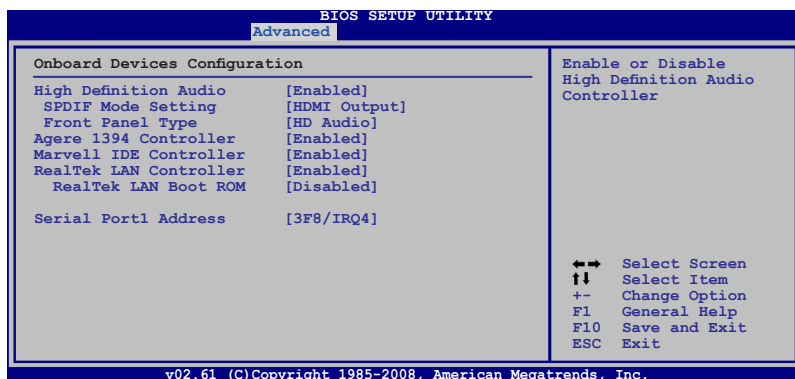 BIOS SETUP UTILITY
Advanced
Onboard Devices Configuration
High Definition Audio [Enabled]
SPDIF Mode Setting [HDMI Output]
Front Panel Type [HD Audio]
Agere 1394 Controller [Enabled]
Marvell IDE Controller [Enabled]
RealTek LAN Controller [Enabled]
RealTek LAN Boot ROM [Disabled]
Serial Port1 Address [3F8/IRQ4]
Enable or Disable
High Definition Audio
Controller
←→ Select Screen
↑↓ Select Item
+- Change Option
F1 General Help
F10 Save and Exit
ESC Exit
v02.61 (C)Copyright 1985-2008, American Megatrends, Inc.